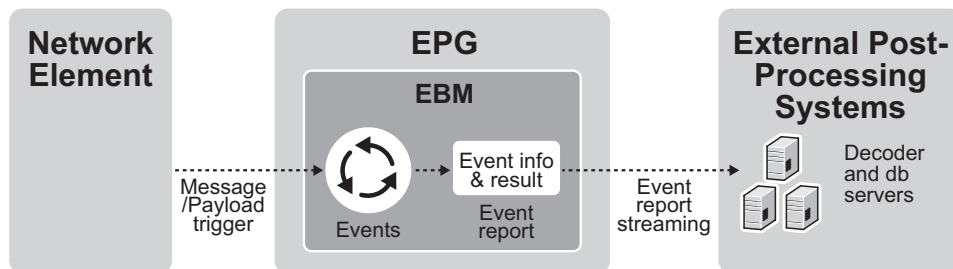 Network
Element
Message
/Payload
trigger
EPG
EBM
Events
Event info
& result
Event
report
Event
report
streaming
External Post-
Processing
Systems
Decoder
and db
servers